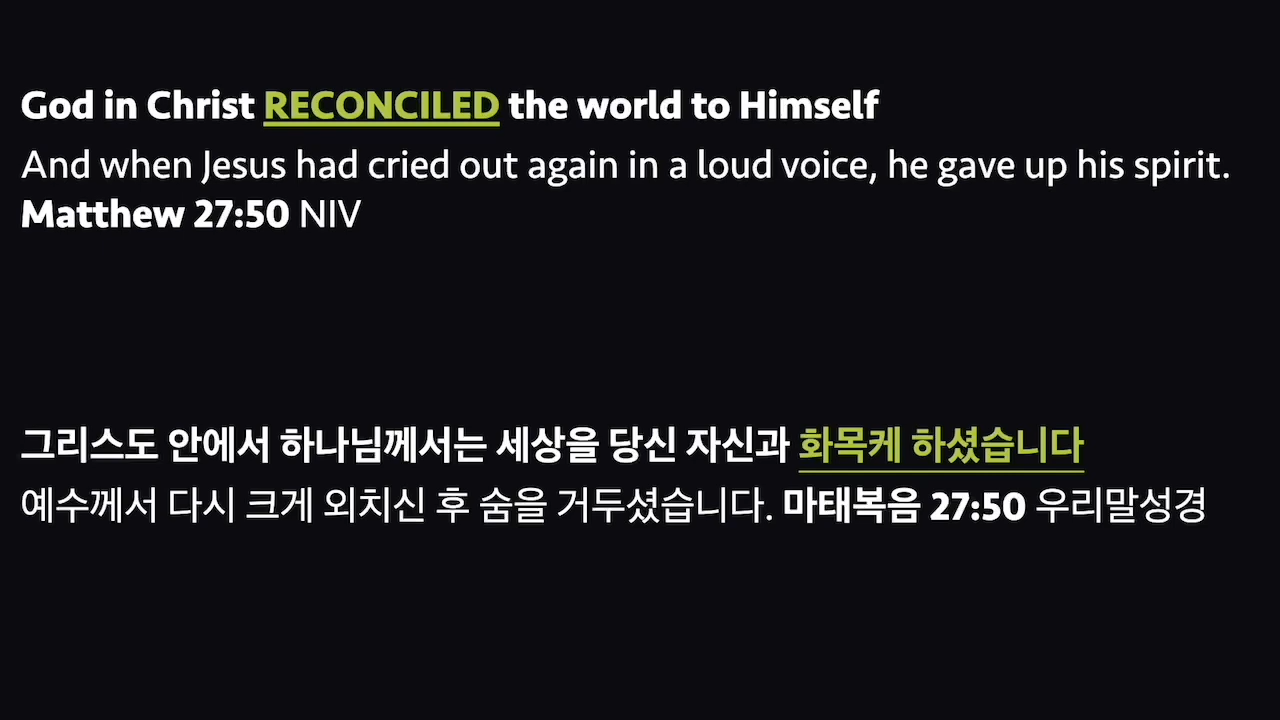 God in Christ RECONCILED the world to Himself
And when Jesus had cried out again in a loud voice, he gave up his spirit.
Matthew 27:50 NIV
그리스도 안에서 하나님께서는 세상을 당신 자신과 화목케 하셨습니다
예수께서 다시 크게 외치신 후 숨을 거두셨습니다. 마태복음 27:50 우리말성경